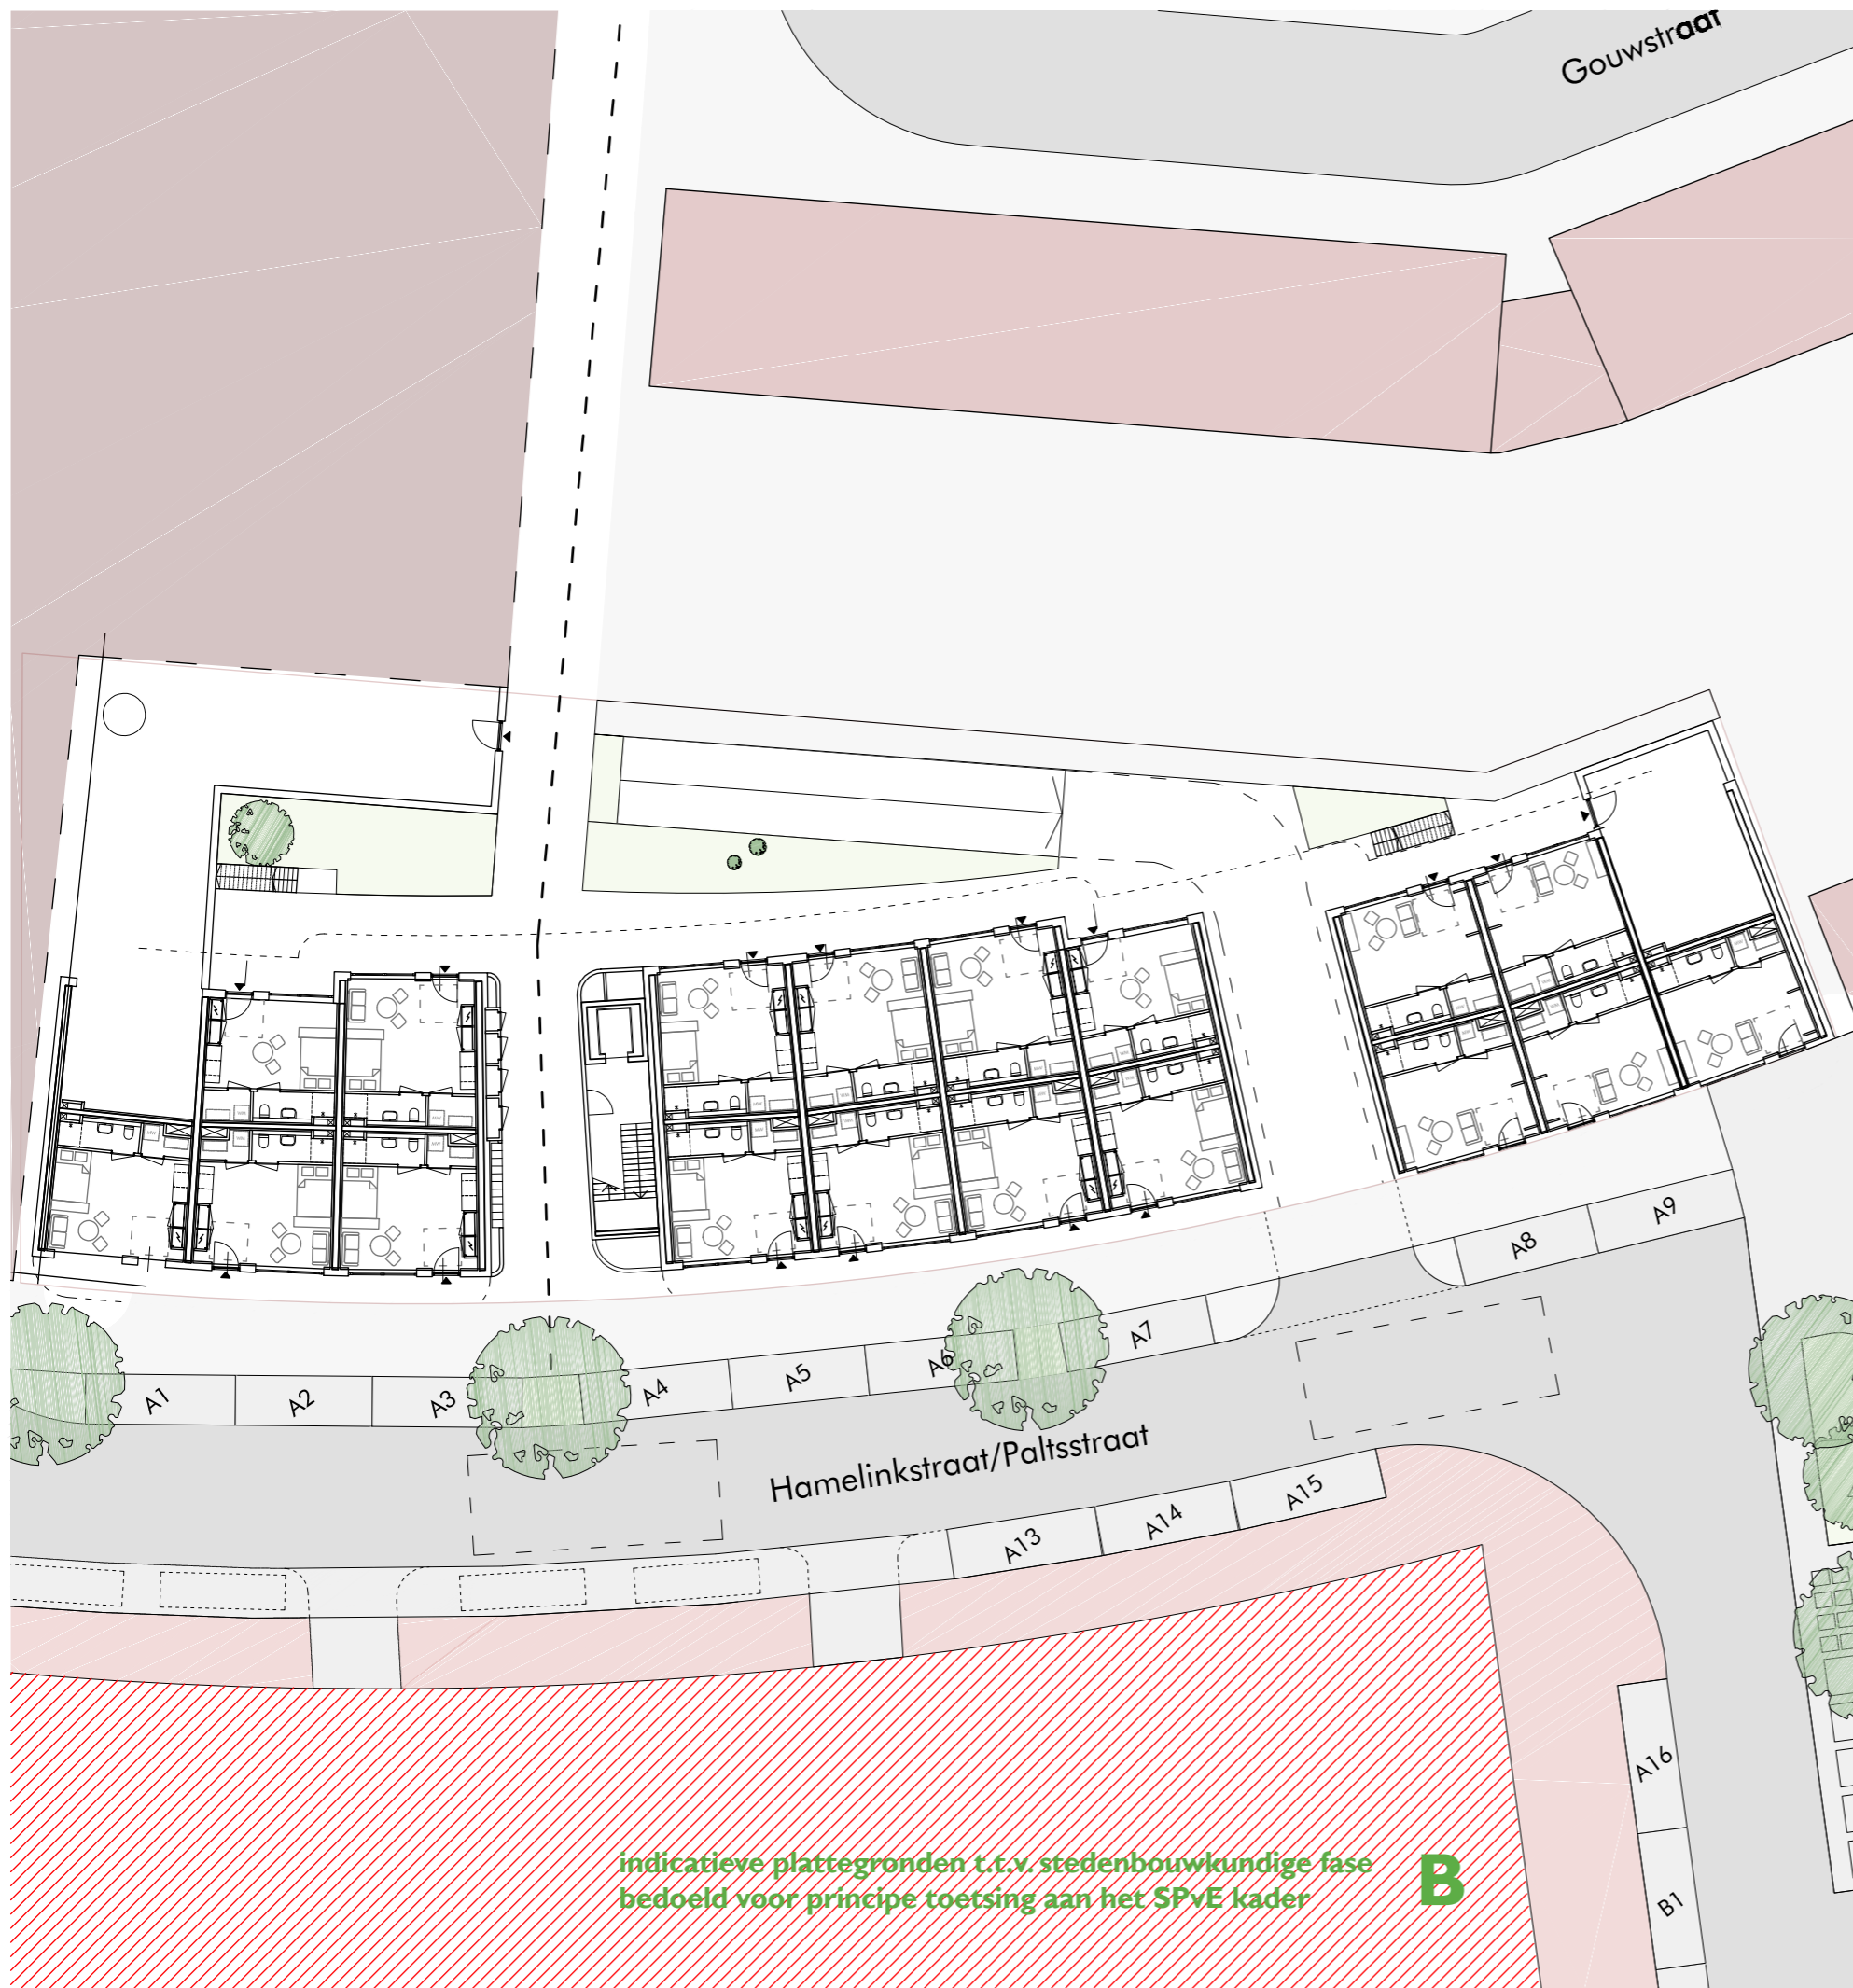 Gouwstraat
A9
A8
A7
A6
A5
A4
A3
A2
A1
Hamelinkstraat/Paltsstraat
A15
A14
A13
A16
B1
indicatieve plattegronden t.t.v. stedenbouwkundige fase
bedoeld voor principe toetsing aan het SPvE kader
B